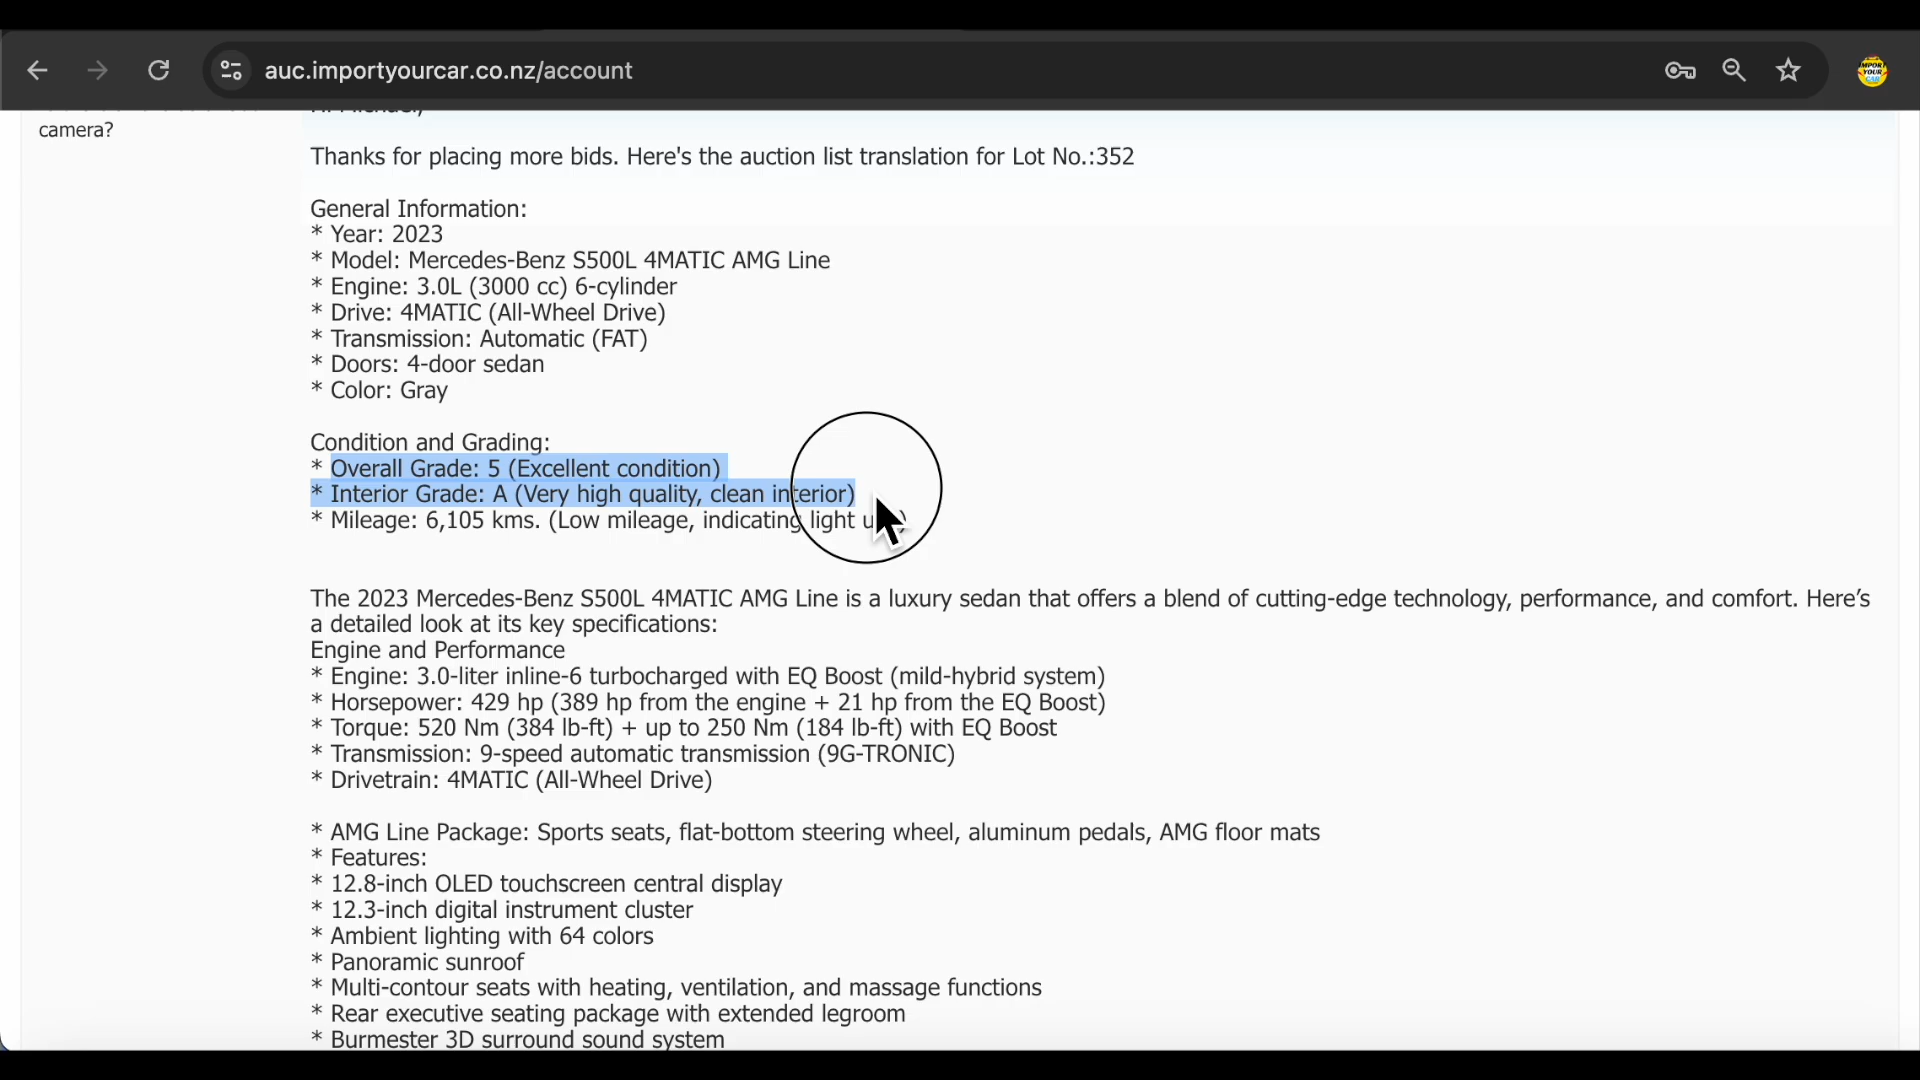 auc.importyourcar.co.nz/account
IMPORT
YOUR
CAR
camera?
Thanks for placing more bids. Here's the auction list translation for Lot No.:352
General Information:
* Year: 2023
* Model: Mercedes-Benz S500L 4MATIC AMG Line
* Engine: 3.0L (3000 cc) 6-cylinder
* Drive: 4MATIC (All-Wheel Drive)
* Transmission: Automatic (FAT)
* Doors: 4-door sedan
* Color: Gray
Condition and Grading:
* Overall Grade: 5 (Excellent condition)
* Interior Grade: A (Very high quality, clean interior)
* Mileage: 6,105 kms. (Low mileage, indicating light
The 2023 Mercedes-Benz S500L 4MATIC AMG Line is a luxury sedan that offers a blend of cutting-edge technology, performance, and comfort. Here’s
a detailed look at its key specifications:
Engine and Performance
* Engine: 3.0-liter inline-6 turbocharged with EQ Boost (mild-hybrid system)
* Horsepower: 429 hp (389 hp from the engine + 21 hp from the EQ Boost)
* Torque: 520 Nm (384 lb-ft) + up to 250 Nm (184 lb-ft) with EQ Boost
* Transmission: 9-speed automatic transmission (9G-TRONIC)
* Drivetrain: 4MATIC (All-Wheel Drive)
* AMG Line Package: Sports seats, flat-bottom steering wheel, aluminum pedals, AMG floor mats
* Features:
* 12.8-inch OLED touchscreen central display
* 12.3-inch digital instrument cluster
* Ambient lighting with 64 colors
* Panoramic sunroof
* Multi-contour seats with heating, ventilation, and massage functions
* Rear executive seating package with extended legroom
* Burmester 3D surround sound system